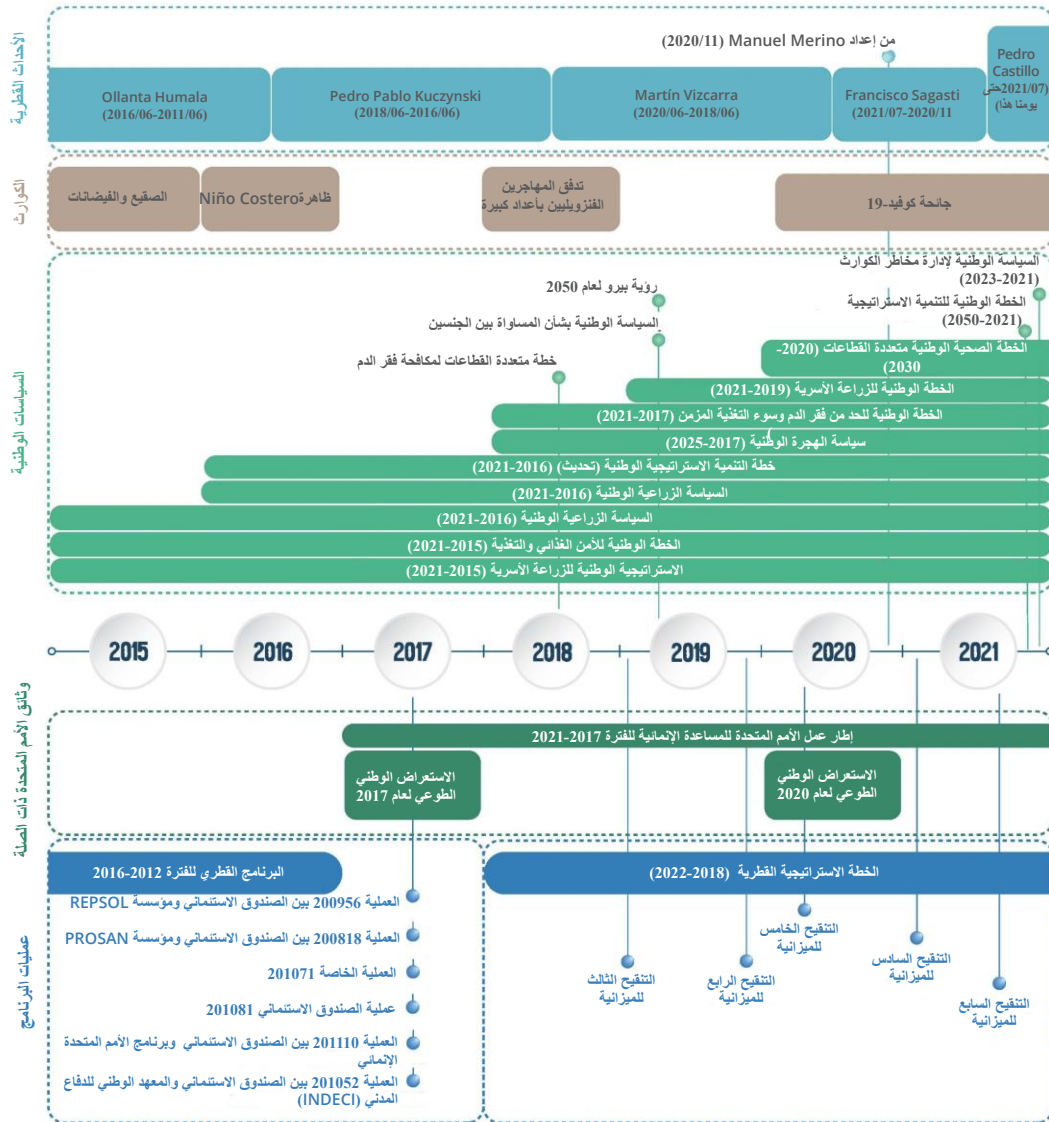 الأحداث القطرية
من إعداد Manuel Merino (2020/11)
Pedro
Castillo
(2021/07حتى
يومنا هذا)
Ollanta Humala
(2016/06-2011/06)
Pedro Pablo Kuczynski
(2018/06-2016/06)
Martín Vizcarra
(2020/06-2018/06)
Francisco Sagasti
(2021/07-2020/11
الكوارث
الصقيع والفيضانات
ظاهرة Niño Costero
تدفق المهاجرين
الفنزويليين بأعداد كبيرة
جائحة كوفيد-19
السياسات الوطنية
السياسة الوطنية لإدارة مخاطر الكوارث
(2023-2021)
رؤية بيرو لعام 2050
الخطة الوطنية للتنمية الاستراتيجية
(2050-2021)
السياسة الوطنية بشأن المساواة بين الجنسين
خطة متعددة القطاعات لمكافحة فقر الدم
الخطة الصحية الوطنية متعددة القطاعات (2020-
2030)
الخطة الوطنية للزراعة الأسرية (2019-2021)
الخطة الوطنية للحد من فقر الدم وسوء التغذية المزمن (2017-2021)
سياسة الهجرة الوطنية (2017-2025)
خطة التنمية الاستراتيجية الوطنية (تحديث) (2016-2021)
السياسة الزراعية الوطنية (2016-2021)
السياسة الزراعية الوطنية (2016-2021)
الخطة الوطنية للأمن الغذائي والتغذية (2015-2021)
الاستراتيجية الوطنية للزراعة الأسرية (2015-2021)
2015
2016
2017
2018
2019
2020
2021
وثائق الأمم المتحدة ذات الصلة
إطار عمل الأمم المتحدة للمساعدة الإنمائية للفترة 2017-2021
الاستعراض الوطني
الطوعي لعام 2017
الاستعراض الوطني
الطوعي لعام 2020
عمليات البرنامج
البرنامج القطري للفترة 2012-2016
الخطة الاستراتيجية القطرية (2018-2022)
العملية 200956 بين الصندوق الاستئماني ومؤسسة REPSOL
العملية 200818 بين الصندوق الاستئماني ومؤسسة PROSAN
العملية الخاصة 201071
عملية الصندوق الاستئماني 201081
العملية 201110 بين الصندوق الاستئماني وبرنامج الأمم المتحدة
الإنمائي
العملية 201052 بين الصندوق الاستئماني والمعهد الوطني للدفاع
المدني (INDECI)
التنقيح الثالث
للميزانية
التنقيح الرابع
للميزانية
التنقيح الخامس
للميزانية
التنقيح السادس
للميزانية
التنقيح السابع
للميزانية